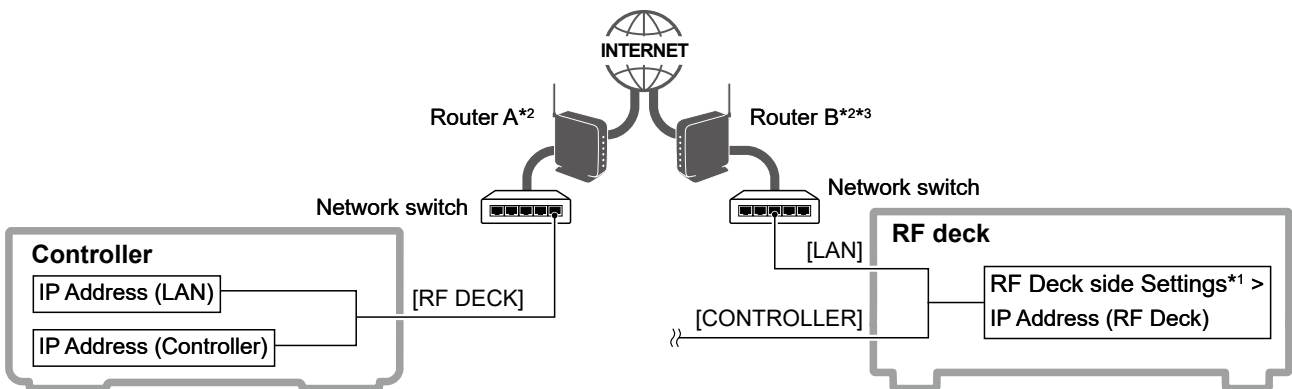 INTERNET
Router A*2
Router B*2*3
Network switch
Network switch
Controller
IP Address (LAN)
IP Address (Controller)
[RF DECK]
[LAN]
[CONTROLLER]
RF deck
RF Deck side Settings*1 >
IP Address (RF Deck)